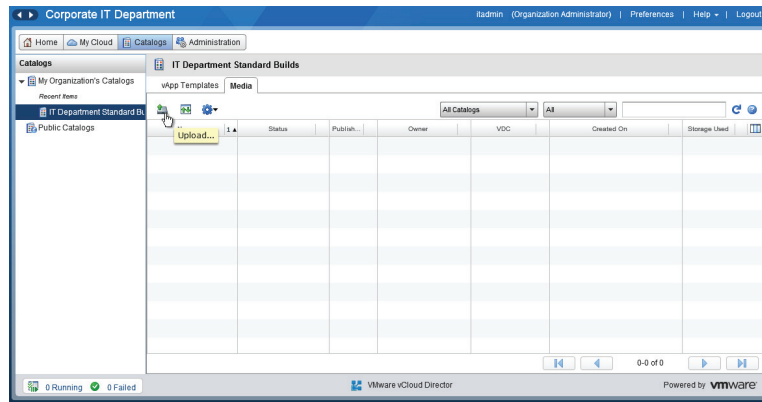 Corporate IT Department
itadmin (Organization Administrator) | Preferences | Help | Logout
Home My Cloud Catalogs Administration
Catalogs
IT Department Standard Builds
My Organization's Catalogs
vApp Templates Media
Recent Items
All Catalogs All
IT Department Standard Bu
Public Catalogs
1 Status Publish... Owner VDC Created On Storage Used
Upload...
0-0 of 0
0 Running 0 Failed
VMware vCloud Director
Powered by vmware